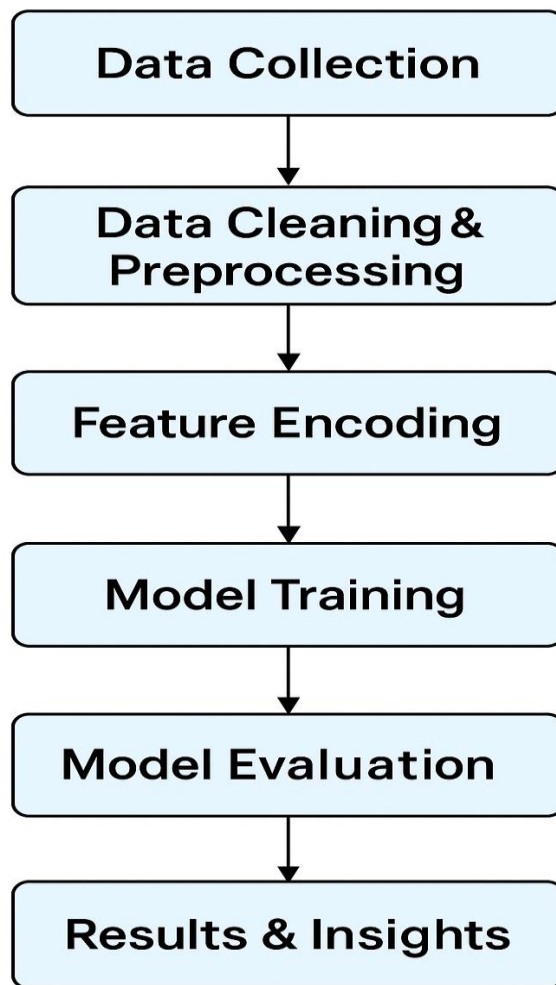 Data Collection
Data Cleaning &
Preprocessing
Feature Encoding
Model Training
Model Evaluation
Results & Insights